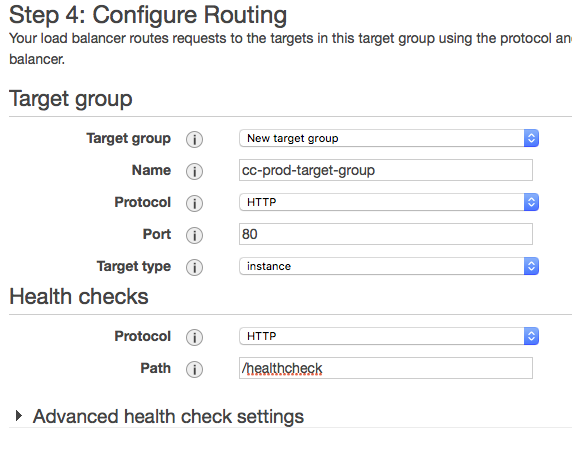 Step 4: Configure Routing
Your load balancer routes requests to the targets in this target group using the protocol an
balancer.
Target group
Target group i New target group
Name i cc-prod-target-group
Protocol i HTTP
Port i 80
Target type i instance
Health checks
Protocol i HTTP
Path i /healthcheck
Advanced health check settings